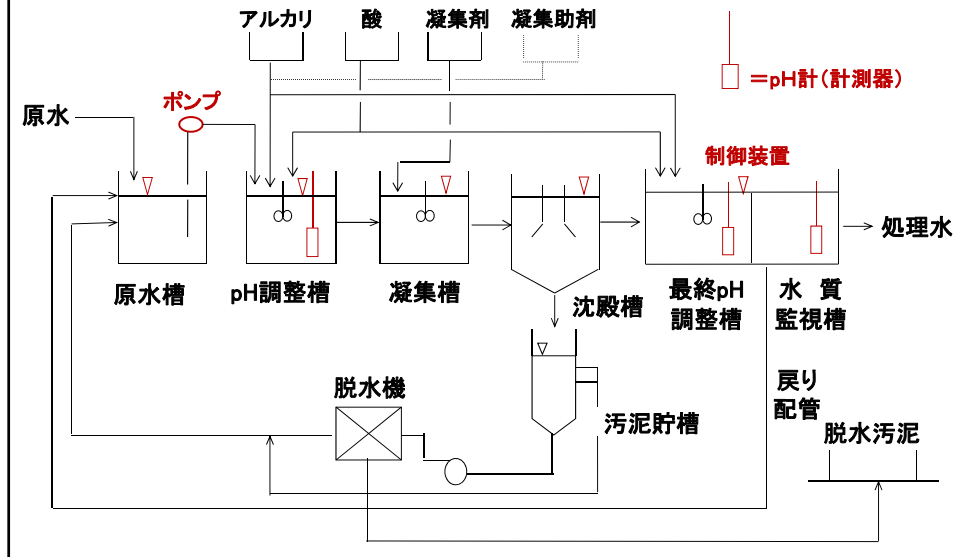 アルカリ
酸
凝集剤
凝集助剤
=pH計(計測器)
ポンプ
原水
制御装置
処理水
原水槽
pH調整槽
凝集槽
沈殿槽
最終pH
調整槽
水 質
監視槽
脱水機
汚泥貯槽
戻り
配管
脱水汚泥